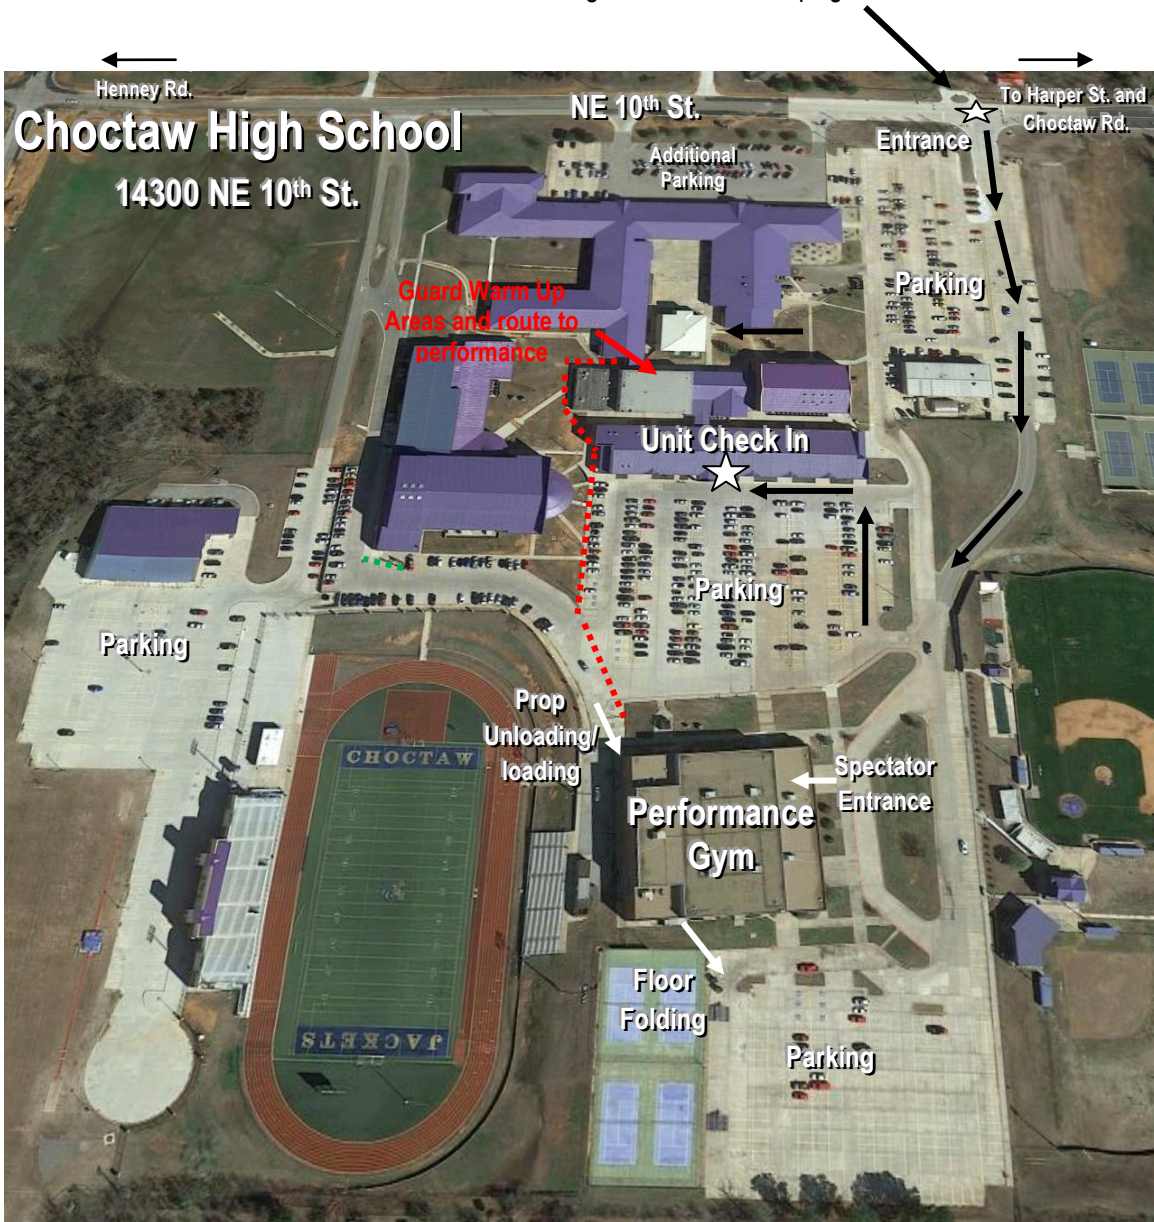 Henney Rd.
NE 10th St.
To Harper St. and
Choctaw Rd.
Choctaw High School
14300 NE 10th St.
Entrance
Additional
Parking
Parking
Guard Warm Up
Areas and route to
performance
Unit Check In
Parking
Parking
Prop
Unloading/
loading
CHOCTAW
Spectator
Entrance
Performance
Gym
Floor
Folding
JACKETS
Parking